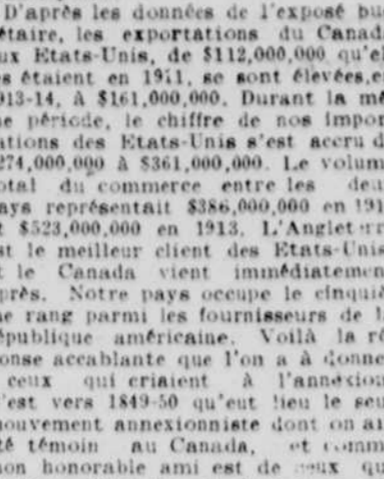 D'après les données de l'exposé bu
étaire, les exportations du Canad
ux Etats-Unis, de $112,000,000 qu'el
es étaient en 1911, se sont élevées,e
913-14, à $161,000,000. Durant la mê
e période, le chiffre de nos impor
ations des Etats-Unis s'est accru d
274,000,000 à $361,000,000. Le volum
otal du commerce entre les deu
ays représentait $386,000,000 en 191
t $523,000,000 en 1913. L'Angleterr
st le meilleur client des Etats-Unis
t le Canada vient immédiatemen
près. Notre pays occupe le cinquiè
e rang parmi les fournisseurs de l
épublique américaine. Voilà la ré
onse accablante que l'on a à donne
ceux qui criaient à l'annexion
'est vers 1849-50 qu'eut lieu le seu
ouvement annexionniste dont on ai
té témoin au Canada, et comm
on honorable ami est de ceux qu